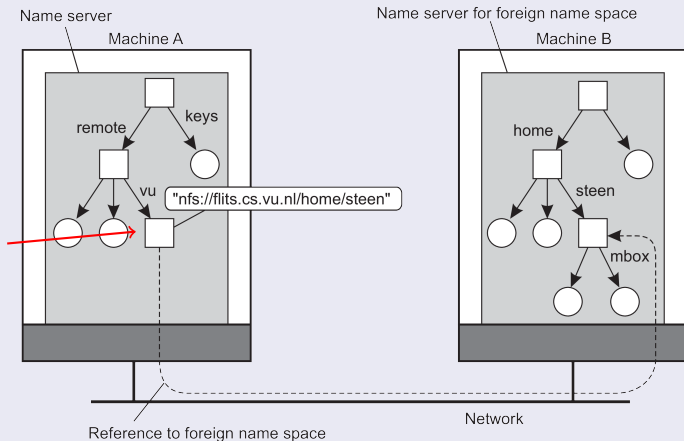 Name server
Name server for foreign name space
Machine A
Machine B
keys
remote
home
vu
steen
"nfs://flits.cs.vu.nl/home/steen"
mbox
Network
Reference to foreign name space